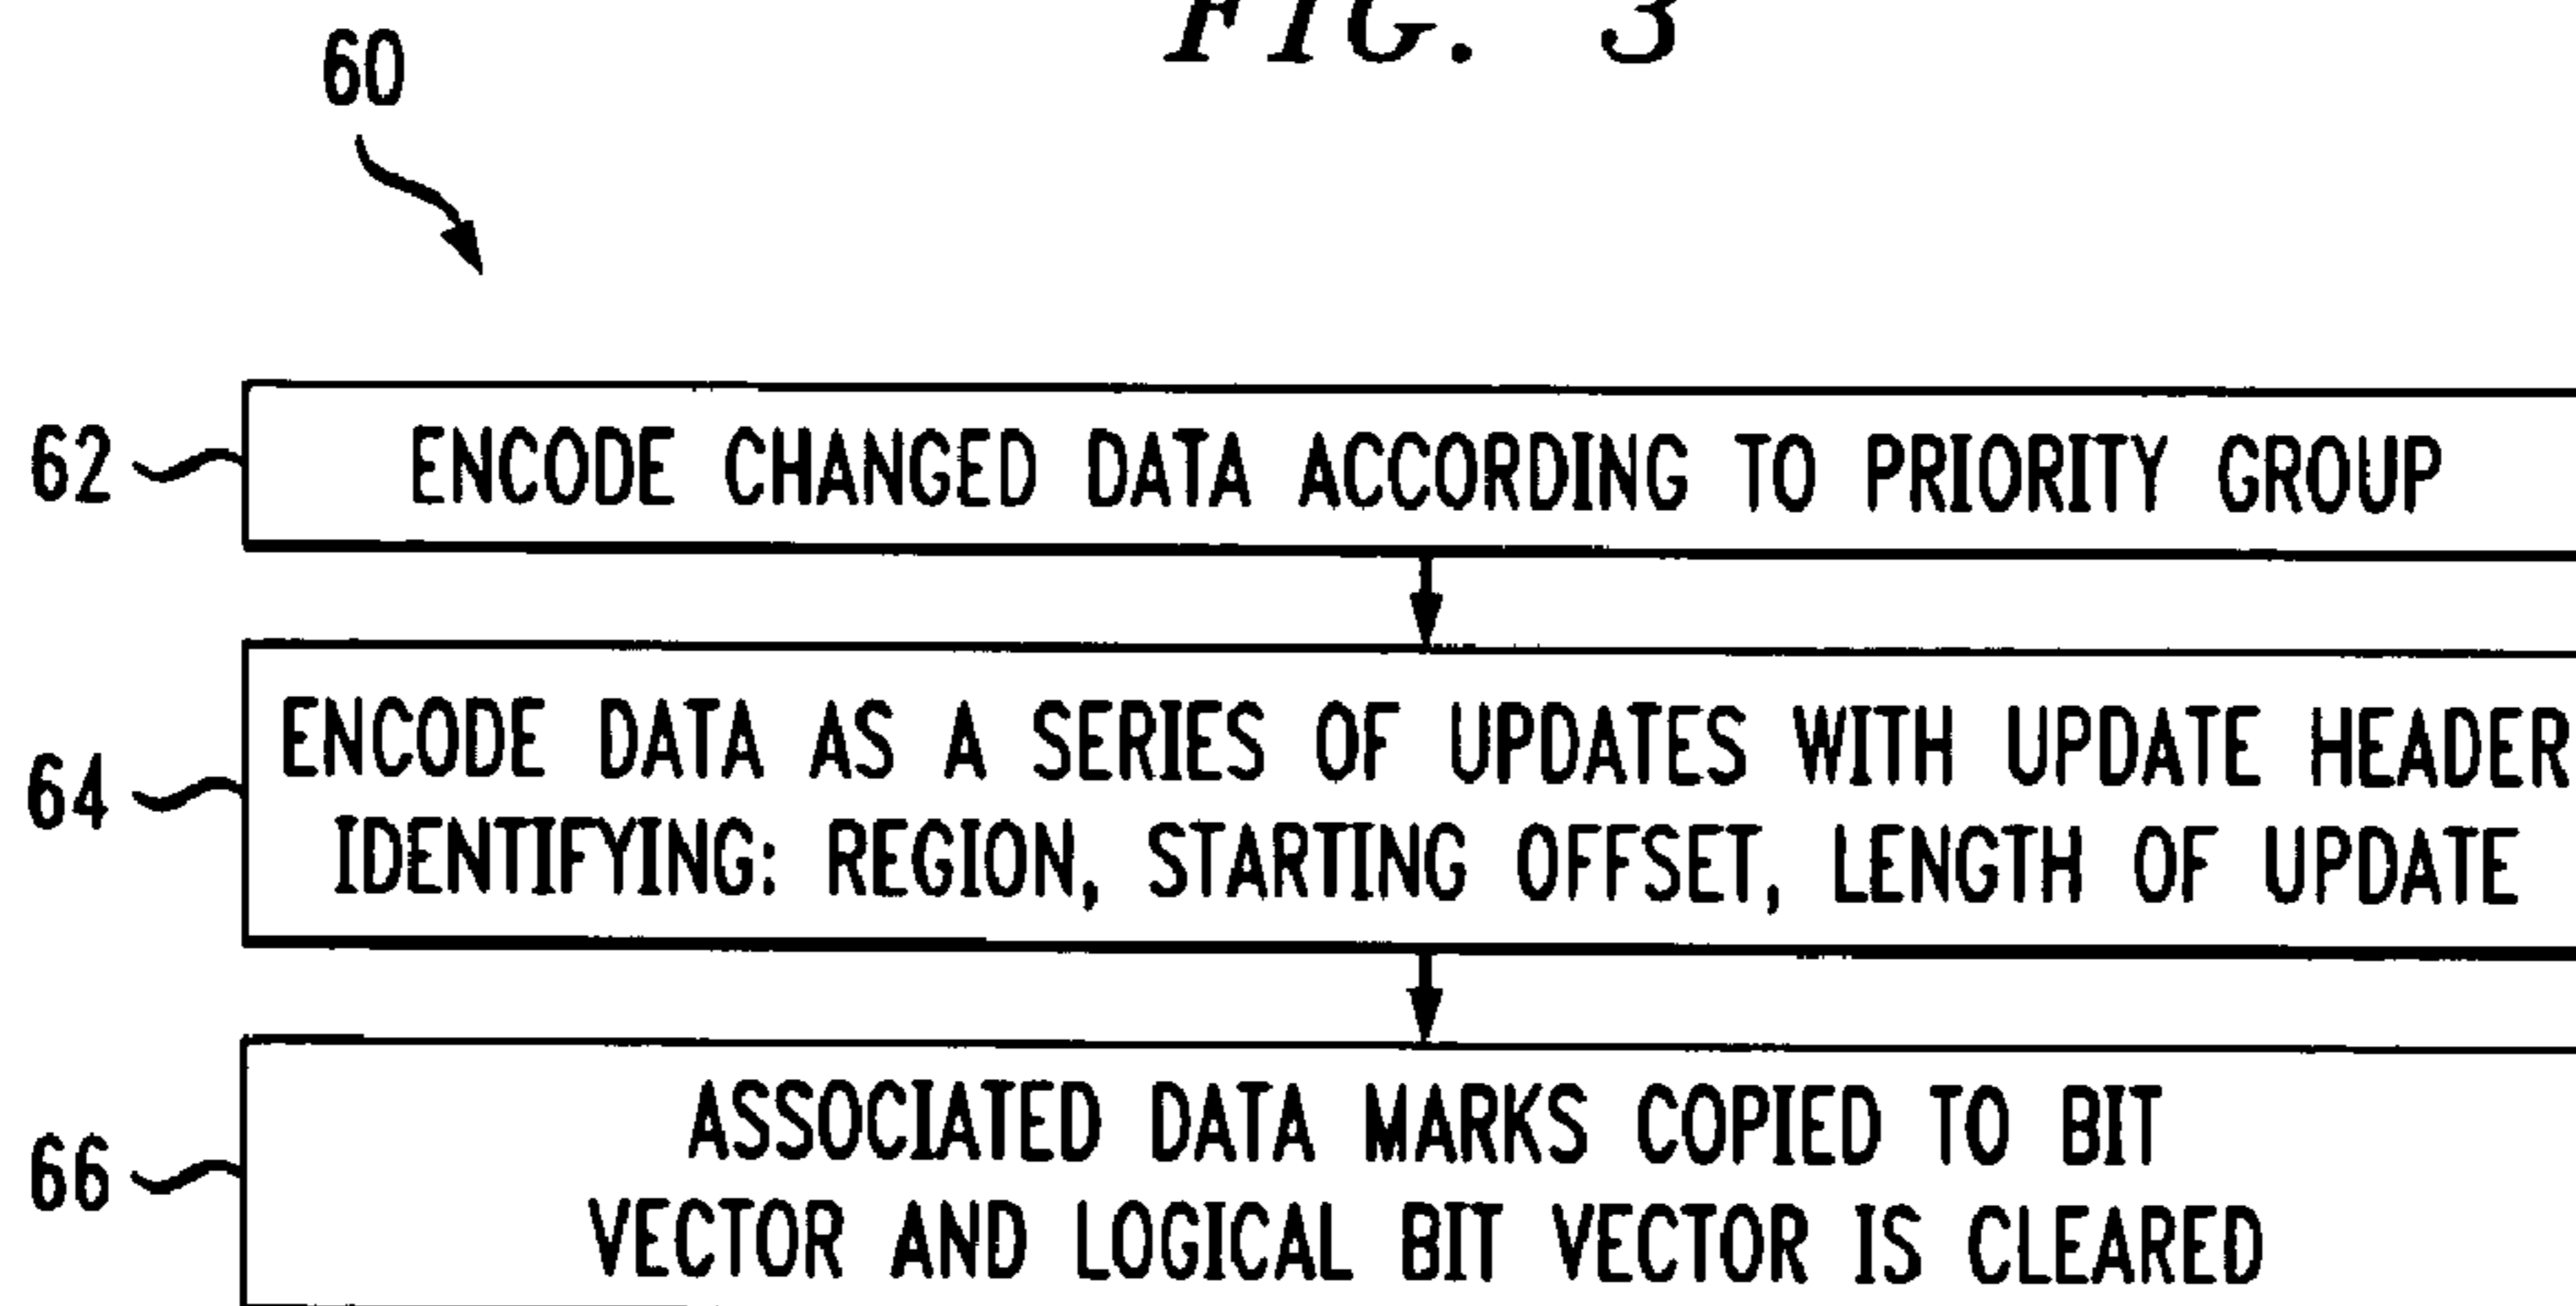 FIG. 3
60
62
ENCODE CHANGED DATA ACCORDING TO PRIORITY GROUP
64
ENCODE DATA AS A SERIES OF UPDATES WITH UPDATE HEADER
IDENTIFYING: REGION, STARTING OFFSET, LENGTH OF UPDATE
66
ASSOCIATED DATA MARKS COPIED TO BIT
VECTOR AND LOGICAL BIT VECTOR IS CLEARED